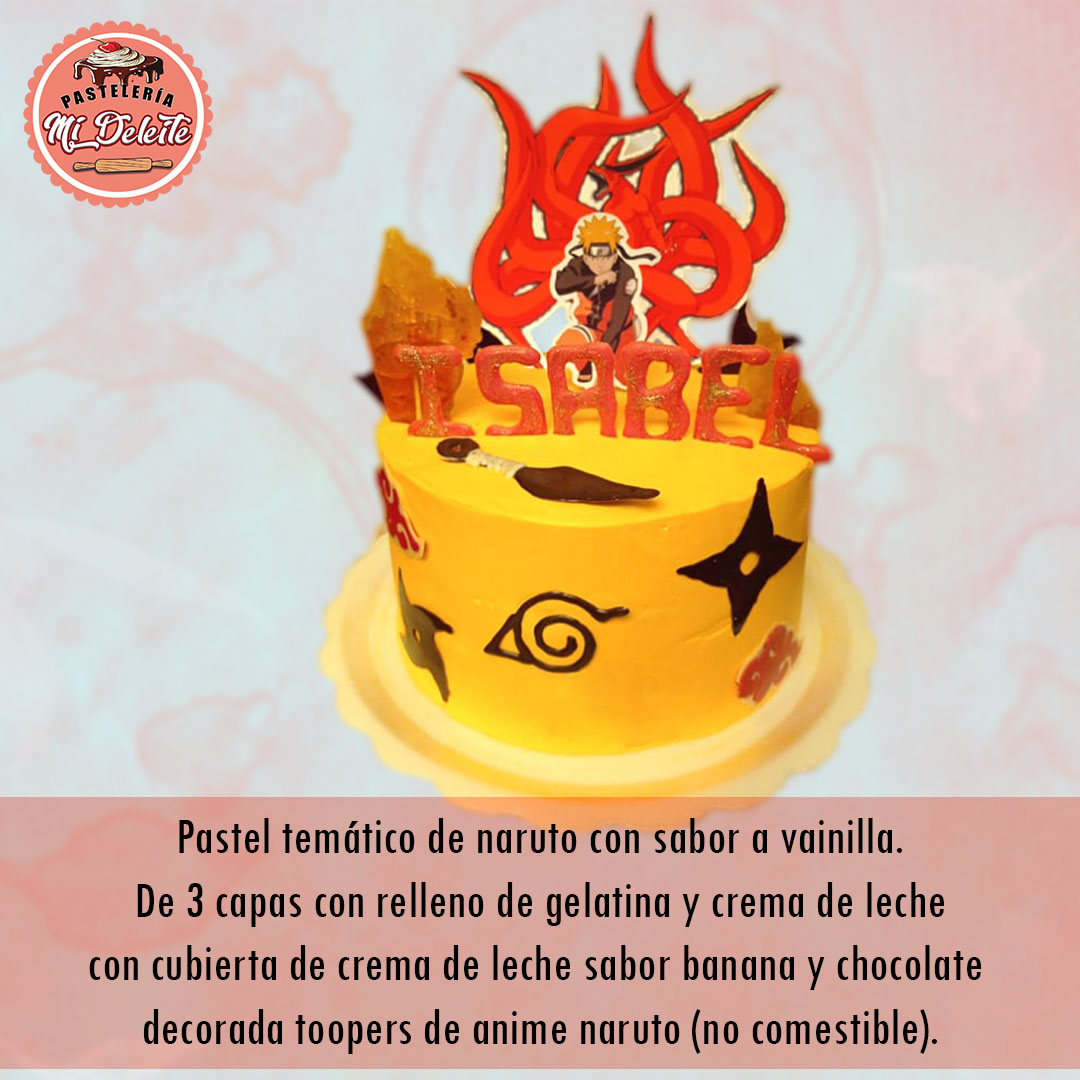 PASTELERÍA
Mi Deleite
ISABEL
Pastel temático de naruto con sabor a vainilla.
De 3 capas con relleno de gelatina y crema de leche
con cubierta de crema de leche sabor banana y chocolate
decorada toopers de anime naruto (no comestible).